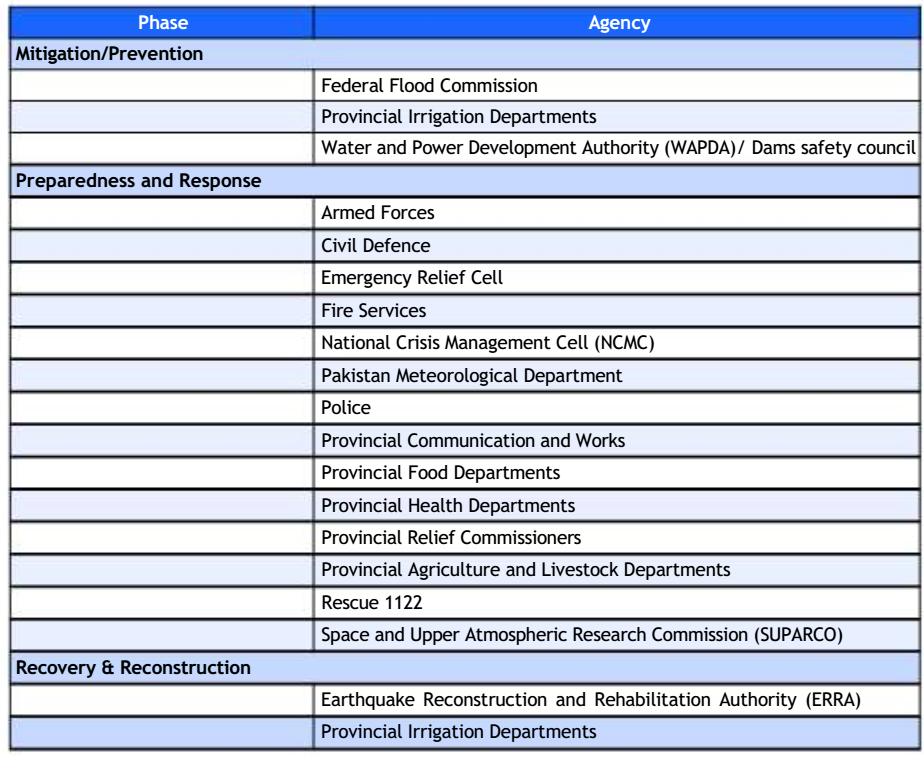 Phase Agency
Mitigation/Prevention
Federal Flood Commission
Provincial Irrigation Departments
Water and Power Development Authority (WAPDA)/ Dams safety council
Preparedness and Response
Armed Forces
Civil Defence
Emergency Relief Cell
Fire Services
National Crisis Management Cell (NCMC)
Pakistan Meteorological Department
Police
Provincial Communication and Works
Provincial Food Departments
Provincial Health Departments
Provincial Relief Commissioners
Provincial Agriculture and Livestock Departments
Rescue 1122
Space and Upper Atmospheric Research Commission (SUPARCO)
Recovery & Reconstruction
Earthquake Reconstruction and Rehabilitation Authority (ERRA)
Provincial Irrigation Departments